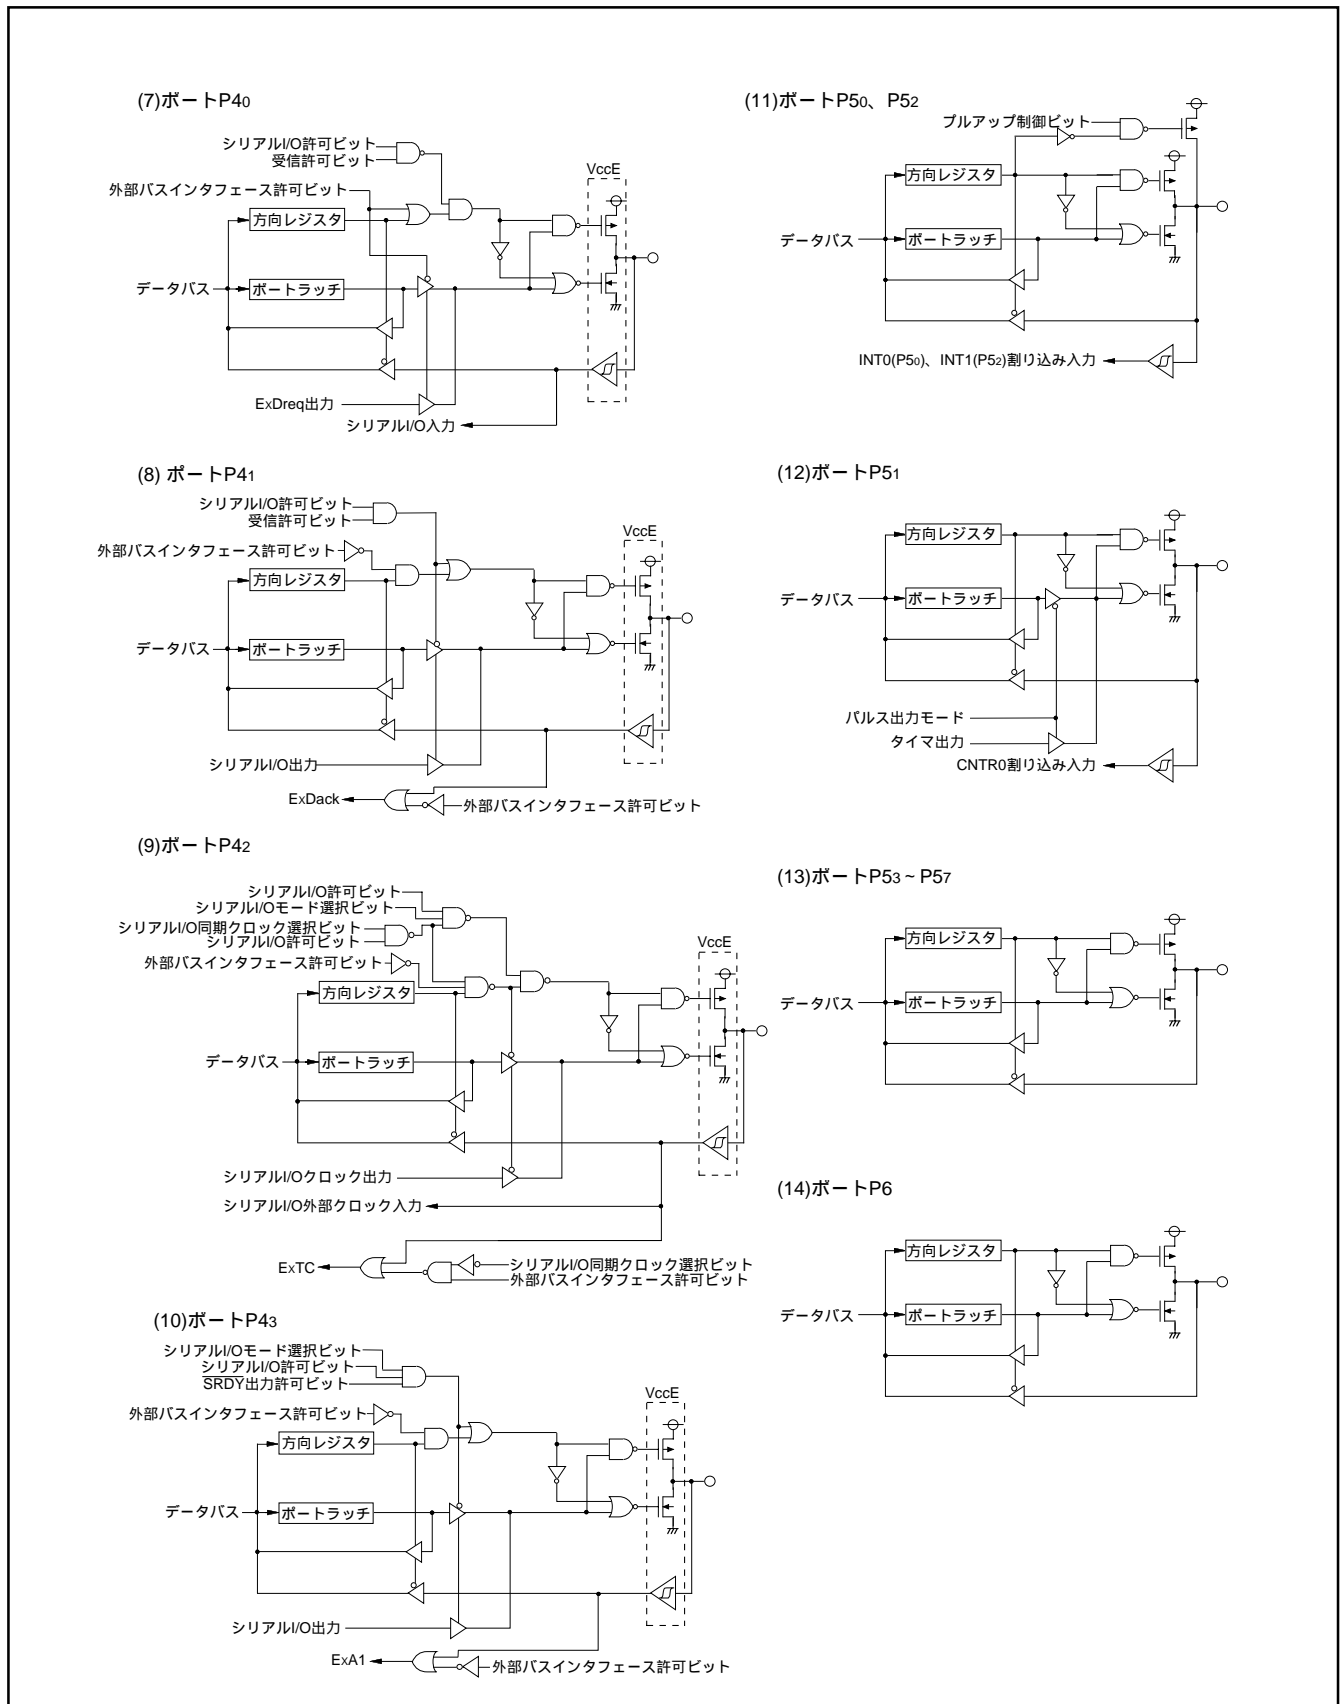 (7)ポートP40
シリアルI/O許可ビット
受信許可ビット
外部バスインタフェース許可ビット
VccE
方向レジスタ
データバス
ポートラッチ
ExDreq出力
シリアルI/O入力
(8) ポートP41
シリアルI/O許可ビット
受信許可ビット
外部バスインタフェース許可ビット
VccE
方向レジスタ
データバス
ポートラッチ
シリアルI/O出力
ExDack
外部バスインタフェース許可ビット
(9)ポートP42
シリアルI/O許可ビット
シリアルI/Oモード選択ビット
シリアルI/O同期クロック選択ビット
シリアルI/O許可ビット
外部バスインタフェース許可ビット
VccE
方向レジスタ
データバス
ポートラッチ
シリアルI/Oクロック出力
シリアルI/O外部クロック入力
ExTC
シリアルI/O同期クロック選択ビット
外部バスインタフェース許可ビット
(10)ポートP43
シリアルI/Oモード選択ビット
シリアルI/O許可ビット
SRDY出力許可ビット
外部バスインタフェース許可ビット
VccE
方向レジスタ
データバス
ポートラッチ
シリアルI/O出力
ExA1
外部バスインタフェース許可ビット
(11)ポートP50、P52
プルアップ制御ビット
方向レジスタ
データバス
ポートラッチ
INT0(P50)、INT1(P52)割り込み入力
(12)ポートP51
方向レジスタ
データバス
ポートラッチ
パルス出力モード
タイマ出力
CNTR0割り込み入力
(13)ポートP53 ~ P57
方向レジスタ
データバス
ポートラッチ
(14)ポートP6
方向レジスタ
データバス
ポートラッチ